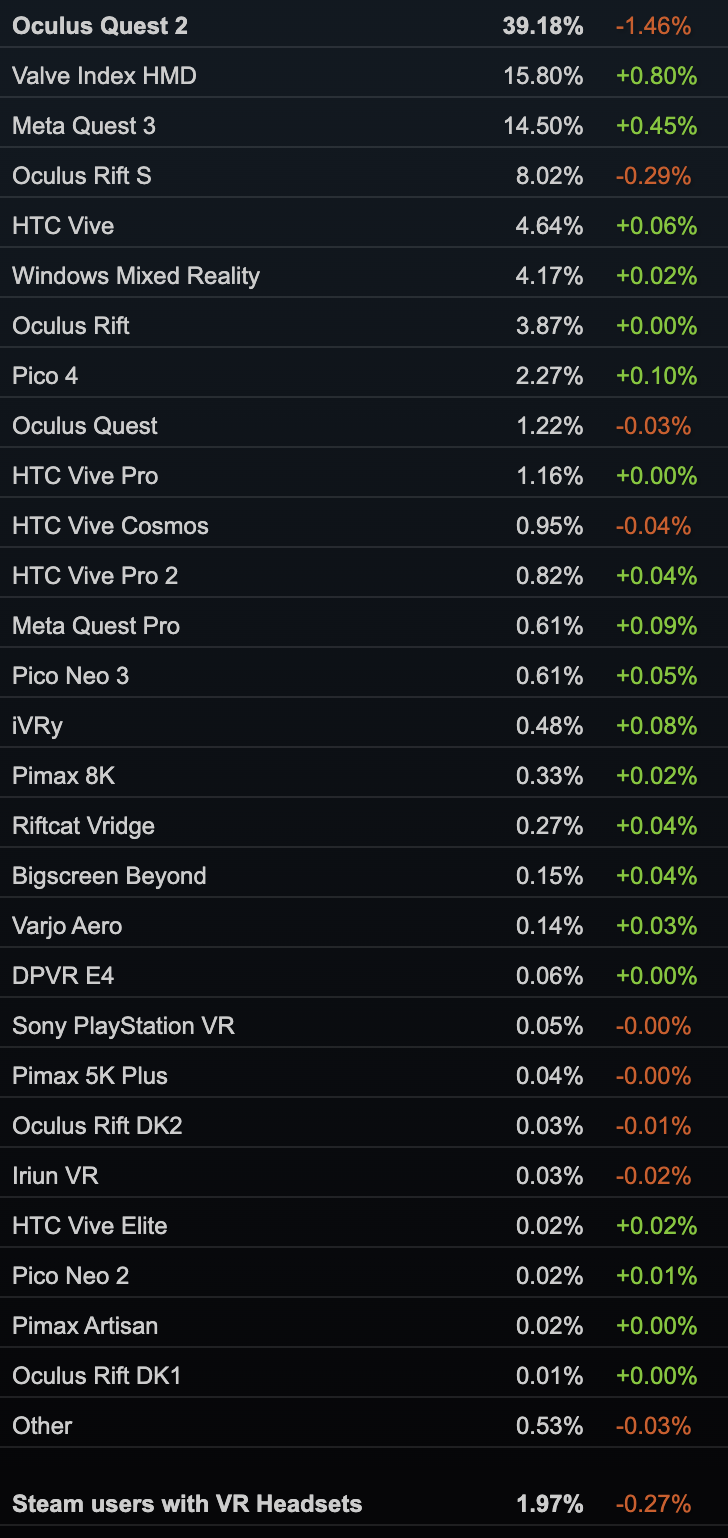 Oculus Quest 2 39.18% -1.46%
Valve Index HMD 15.80% +0.80%
Meta Quest 3 14.50% +0.45%
Oculus Rift S 8.02% -0.29%
HTC Vive 4.64% +0.06%
Windows Mixed Reality 4.17% +0.02%
Oculus Rift 3.87% +0.00%
Pico 4 2.27% +0.10%
Oculus Quest 1.22% -0.03%
HTC Vive Pro 1.16% +0.00%
HTC Vive Cosmos 0.95% -0.04%
HTC Vive Pro 2 0.82% +0.04%
Meta Quest Pro 0.61% +0.09%
Pico Neo 3 0.61% +0.05%
iVRy 0.48% +0.08%
Pimax 8K 0.33% +0.02%
Riftcat Vridge 0.27% +0.04%
Bigscreen Beyond 0.15% +0.04%
Varjo Aero 0.14% +0.03%
DPVR E4 0.06% +0.00%
Sony PlayStation VR 0.05% -0.00%
Pimax 5K Plus 0.04% -0.00%
Oculus Rift DK2 0.03% -0.01%
Iriun VR 0.03% -0.02%
HTC Vive Elite 0.02% +0.02%
Pico Neo 2 0.02% +0.01%
Pimax Artisan 0.02% +0.00%
Oculus Rift DK1 0.01% +0.00%
Other 0.53% -0.03%
Steam users with VR Headsets 1.97% -0.27%